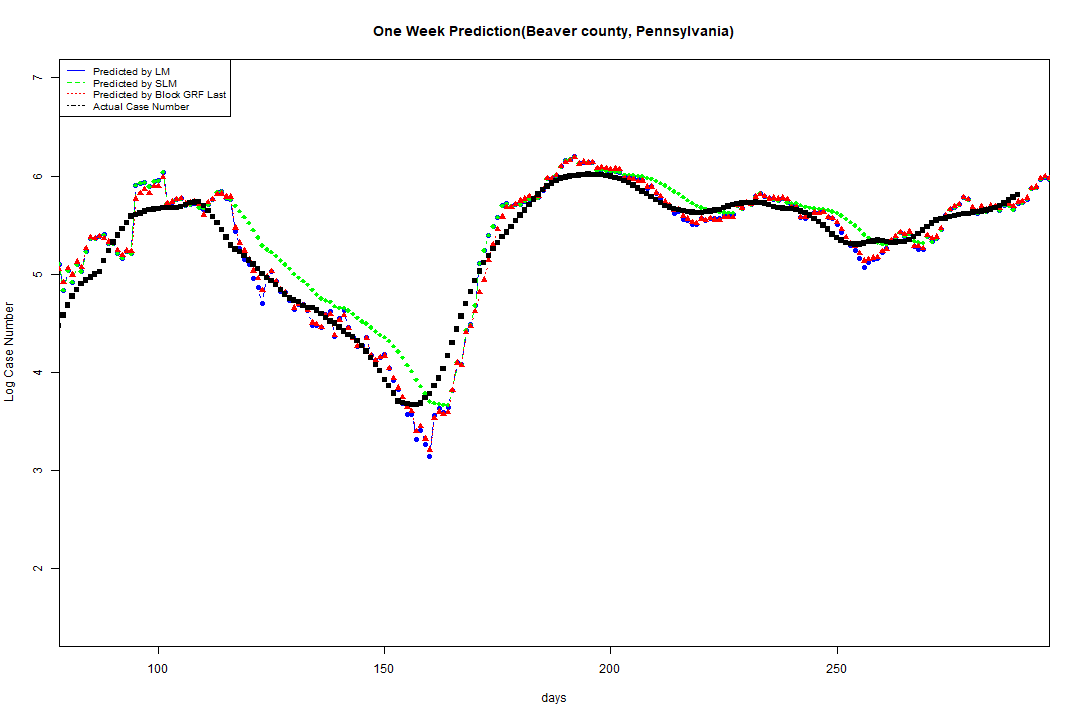 One Week Prediction(Beaver county, Pennsylvania)
Predicted by LM
Predicted by SLM
Predicted by Block GRF Last
Actual Case Number
7
6
5
4
3
2
Log Case Number
100 150 200 250
days